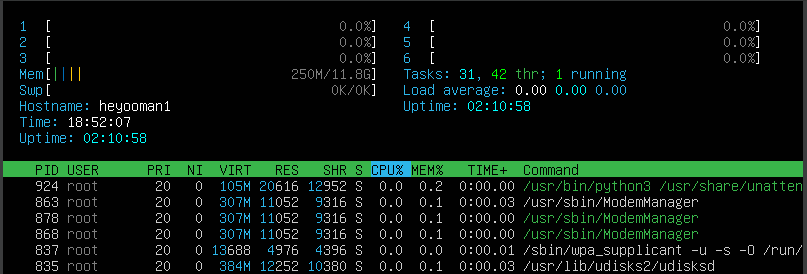 1 [ 0.0%] 4 [ 0.0%]
2 [ 0.0%] 5 [ 0.0%]
3 [ 0.0%] 6 [ 0.0%]
Mem[|||| 250M/11.8G] Tasks: 31, 42 thr; 1 running
Swp[ 0K/0K] Load average: 0.00 0.00 0.00
Hostname: heyooman1 Uptime: 02:10:58
Time: 18:52:07
Uptime: 02:10:58
PID USER PRI NI VIRT RES SHR S CPU% MEM% TIME+ Command
924 root 20 0 105M 20616 12952 S 0.0 0.2 0:00.00 /usr/bin/python3 /usr/share/unatten
863 root 20 0 307M 11052 9316 S 0.0 0.1 0:00.03 /usr/sbin/ModemManager
878 root 20 0 307M 11052 9316 S 0.0 0.1 0:00.00 /usr/sbin/ModemManager
868 root 20 0 307M 11052 9316 S 0.0 0.1 0:00.00 /usr/sbin/ModemManager
837 root 20 0 13688 4976 4396 S 0.0 0.0 0:00.01 /sbin/wpa_supplicant -u -s -O /run/
835 root 20 0 384M 12252 10380 S 0.0 0.1 0:00.03 /usr/lib/udisks2/udisksd